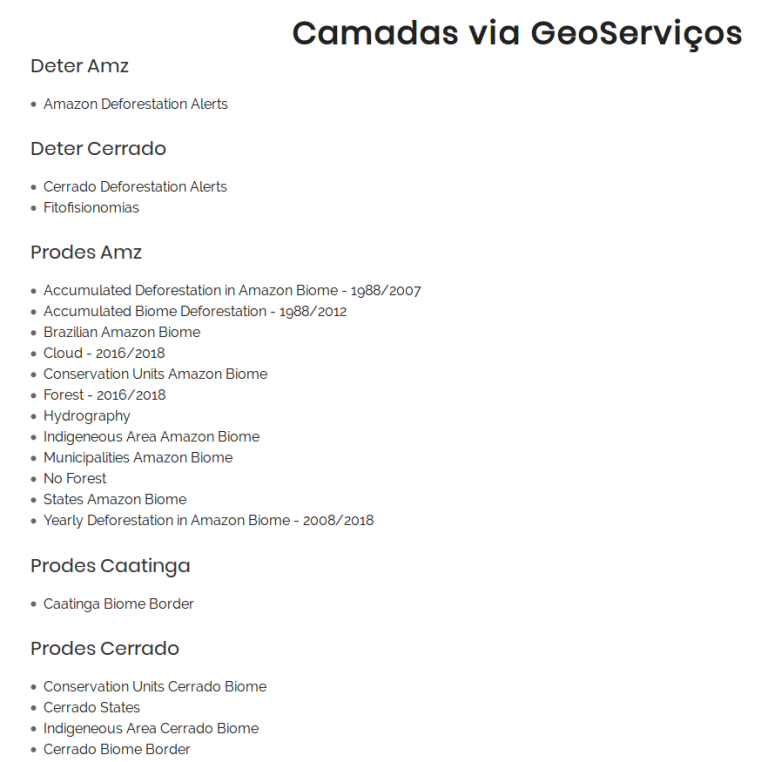 Camadas via GeoServiços
Deter Amz
• Amazon Deforestation Alerts
Deter Cerrado
• Cerrado Deforestation Alerts
• Fitofisionomias
Prodes Amz
• Accumulated Deforestation in Amazon Biome - 1988/2007
• Accumulated Biome Deforestation - 1988/2012
• Brazilian Amazon Biome
• Cloud - 2016/2018
• Conservation Units Amazon Biome
• Forest - 2016/2018
• Hydrography
• Indigeneous Area Amazon Biome
• Municipalities Amazon Biome
• No Forest
• States Amazon Biome
• Yearly Deforestation in Amazon Biome - 2008/2018
Prodes Caatinga
• Caatinga Biome Border
Prodes Cerrado
• Conservation Units Cerrado Biome
• Cerrado States
• Indigeneous Area Cerrado Biome
• Cerrado Biome Border